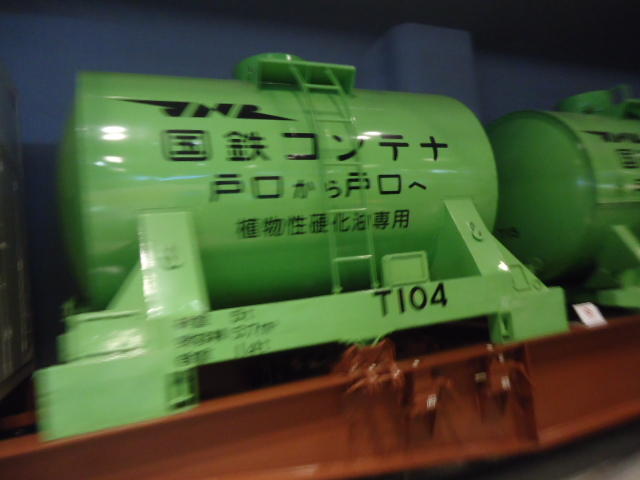 JNR
国鉄コンテナ
戸口から戸口へ
植物性硬化油専用
T104